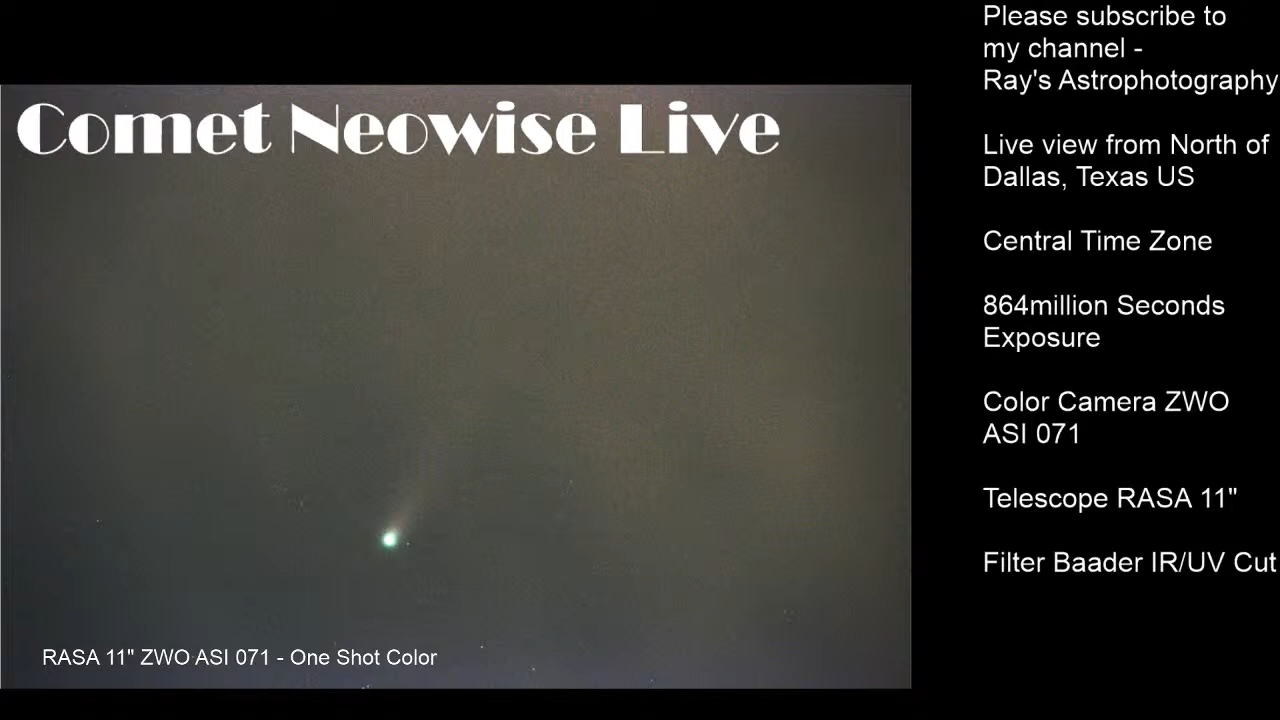 Comet Neowise Live
RASA 11" ZWO ASI 071 - One Shot Color
Please subscribe to
my channel -
Ray's Astrophotography
Live view from North of
Dallas, Texas US
Central Time Zone
864million Seconds
Exposure
Color Camera ZWO
ASI 071
Telescope RASA 11"
Filter Baader IR/UV Cut